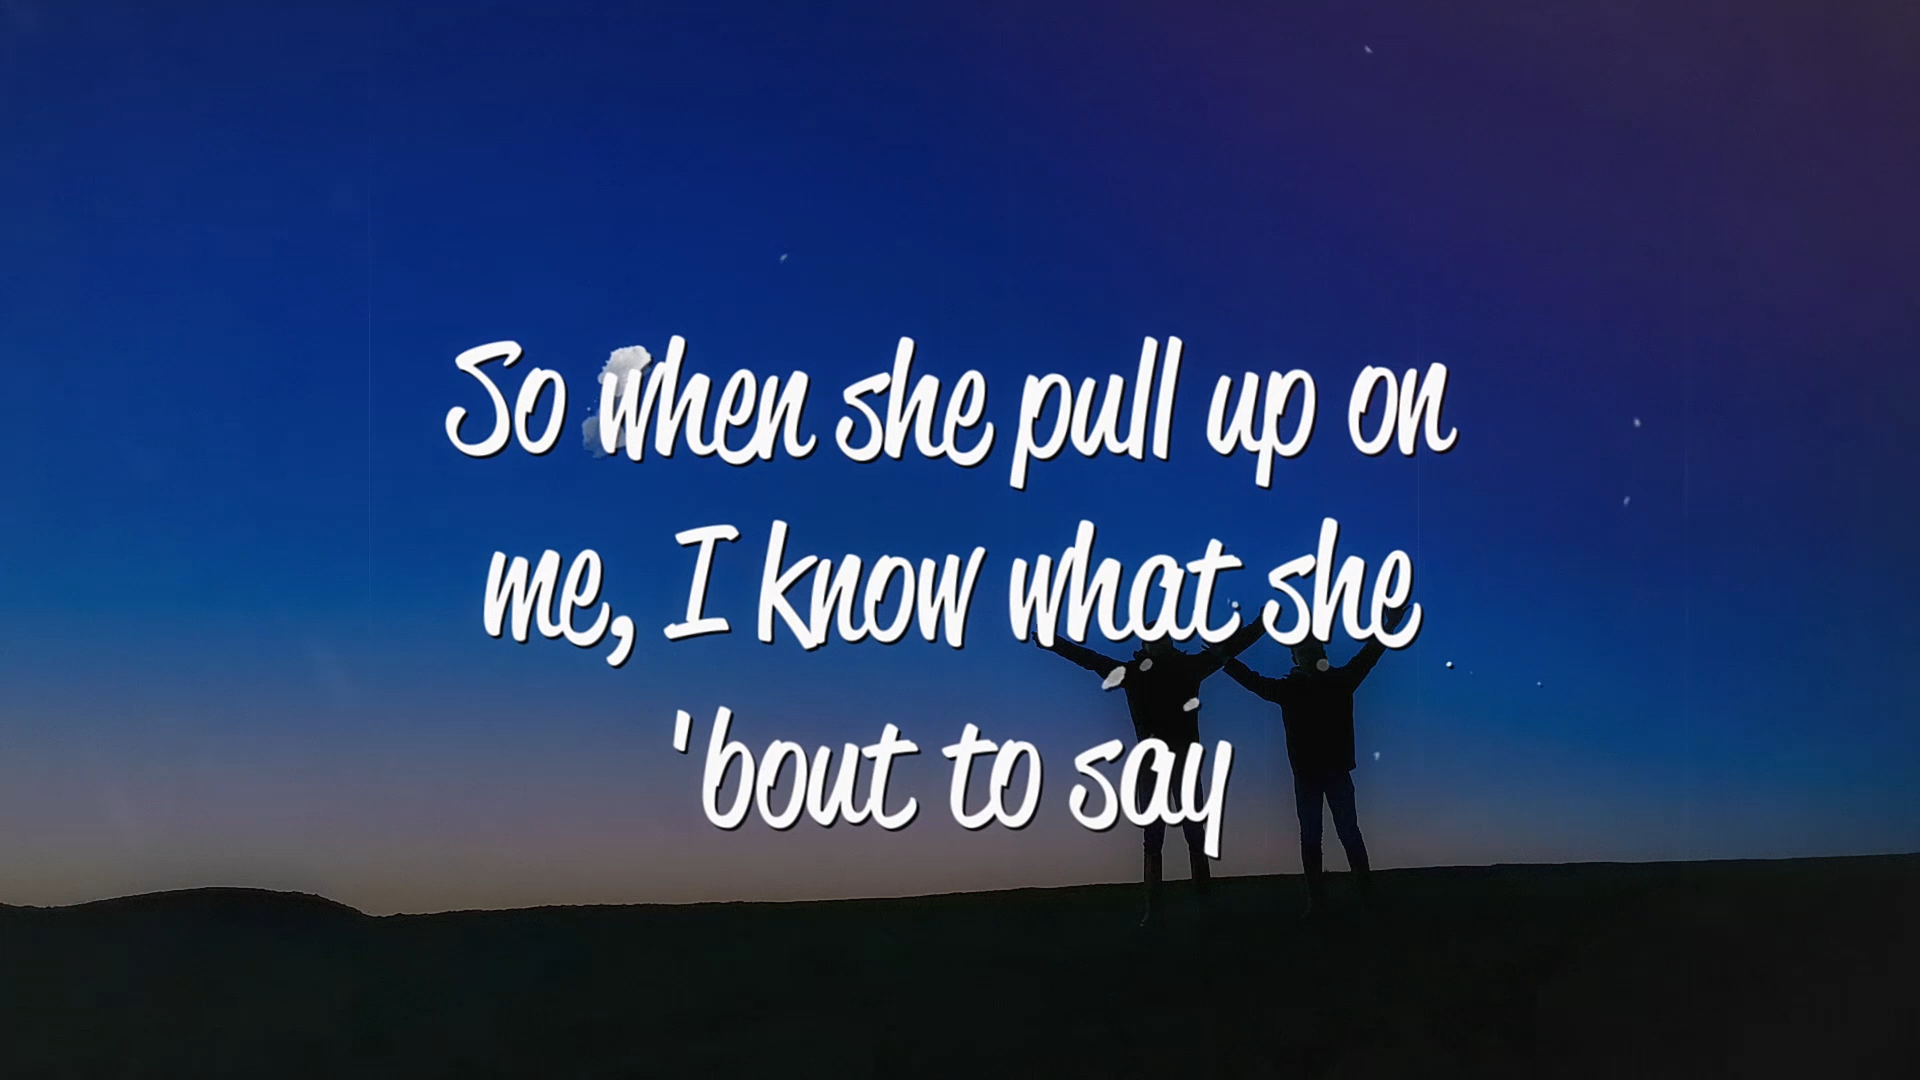 So when she pull up on
me, I know what she
'bout to say